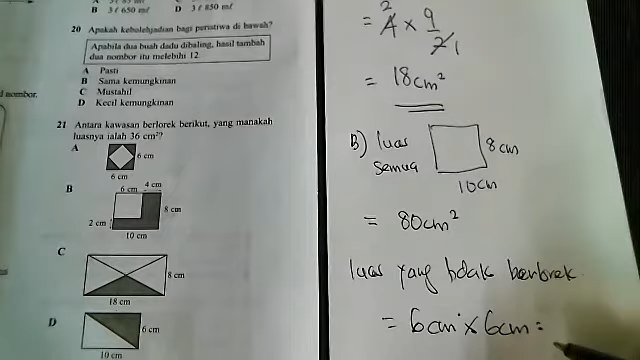 B 3 ℓ 650 mℓ D 3 ℓ 850 mℓ
20 Apakah kebolehjadian bagi peristiwa di bawah?
Apabila dua buah dadu dibaling, hasil tambah
dua nombor itu melebihi 12.
A Pasti
B Sama kemungkinan
C Mustahil
D Kecil kemungkinan
nombor.
21 Antara kawasan berlorek berikut, yang manakah
luasnya ialah 36 cm²?
A
6 cm
6 cm
B
6 cm 4 cm
8 cm
2 cm
10 cm
C
8 cm
18 cm
D
6 cm
10 cm
= 4 × 9
2
2 1
= 18cm²
B) luas
semua
8cm
10cm
= 80cm²
luas yang tidak berlorek
= 6cm × 6cm =